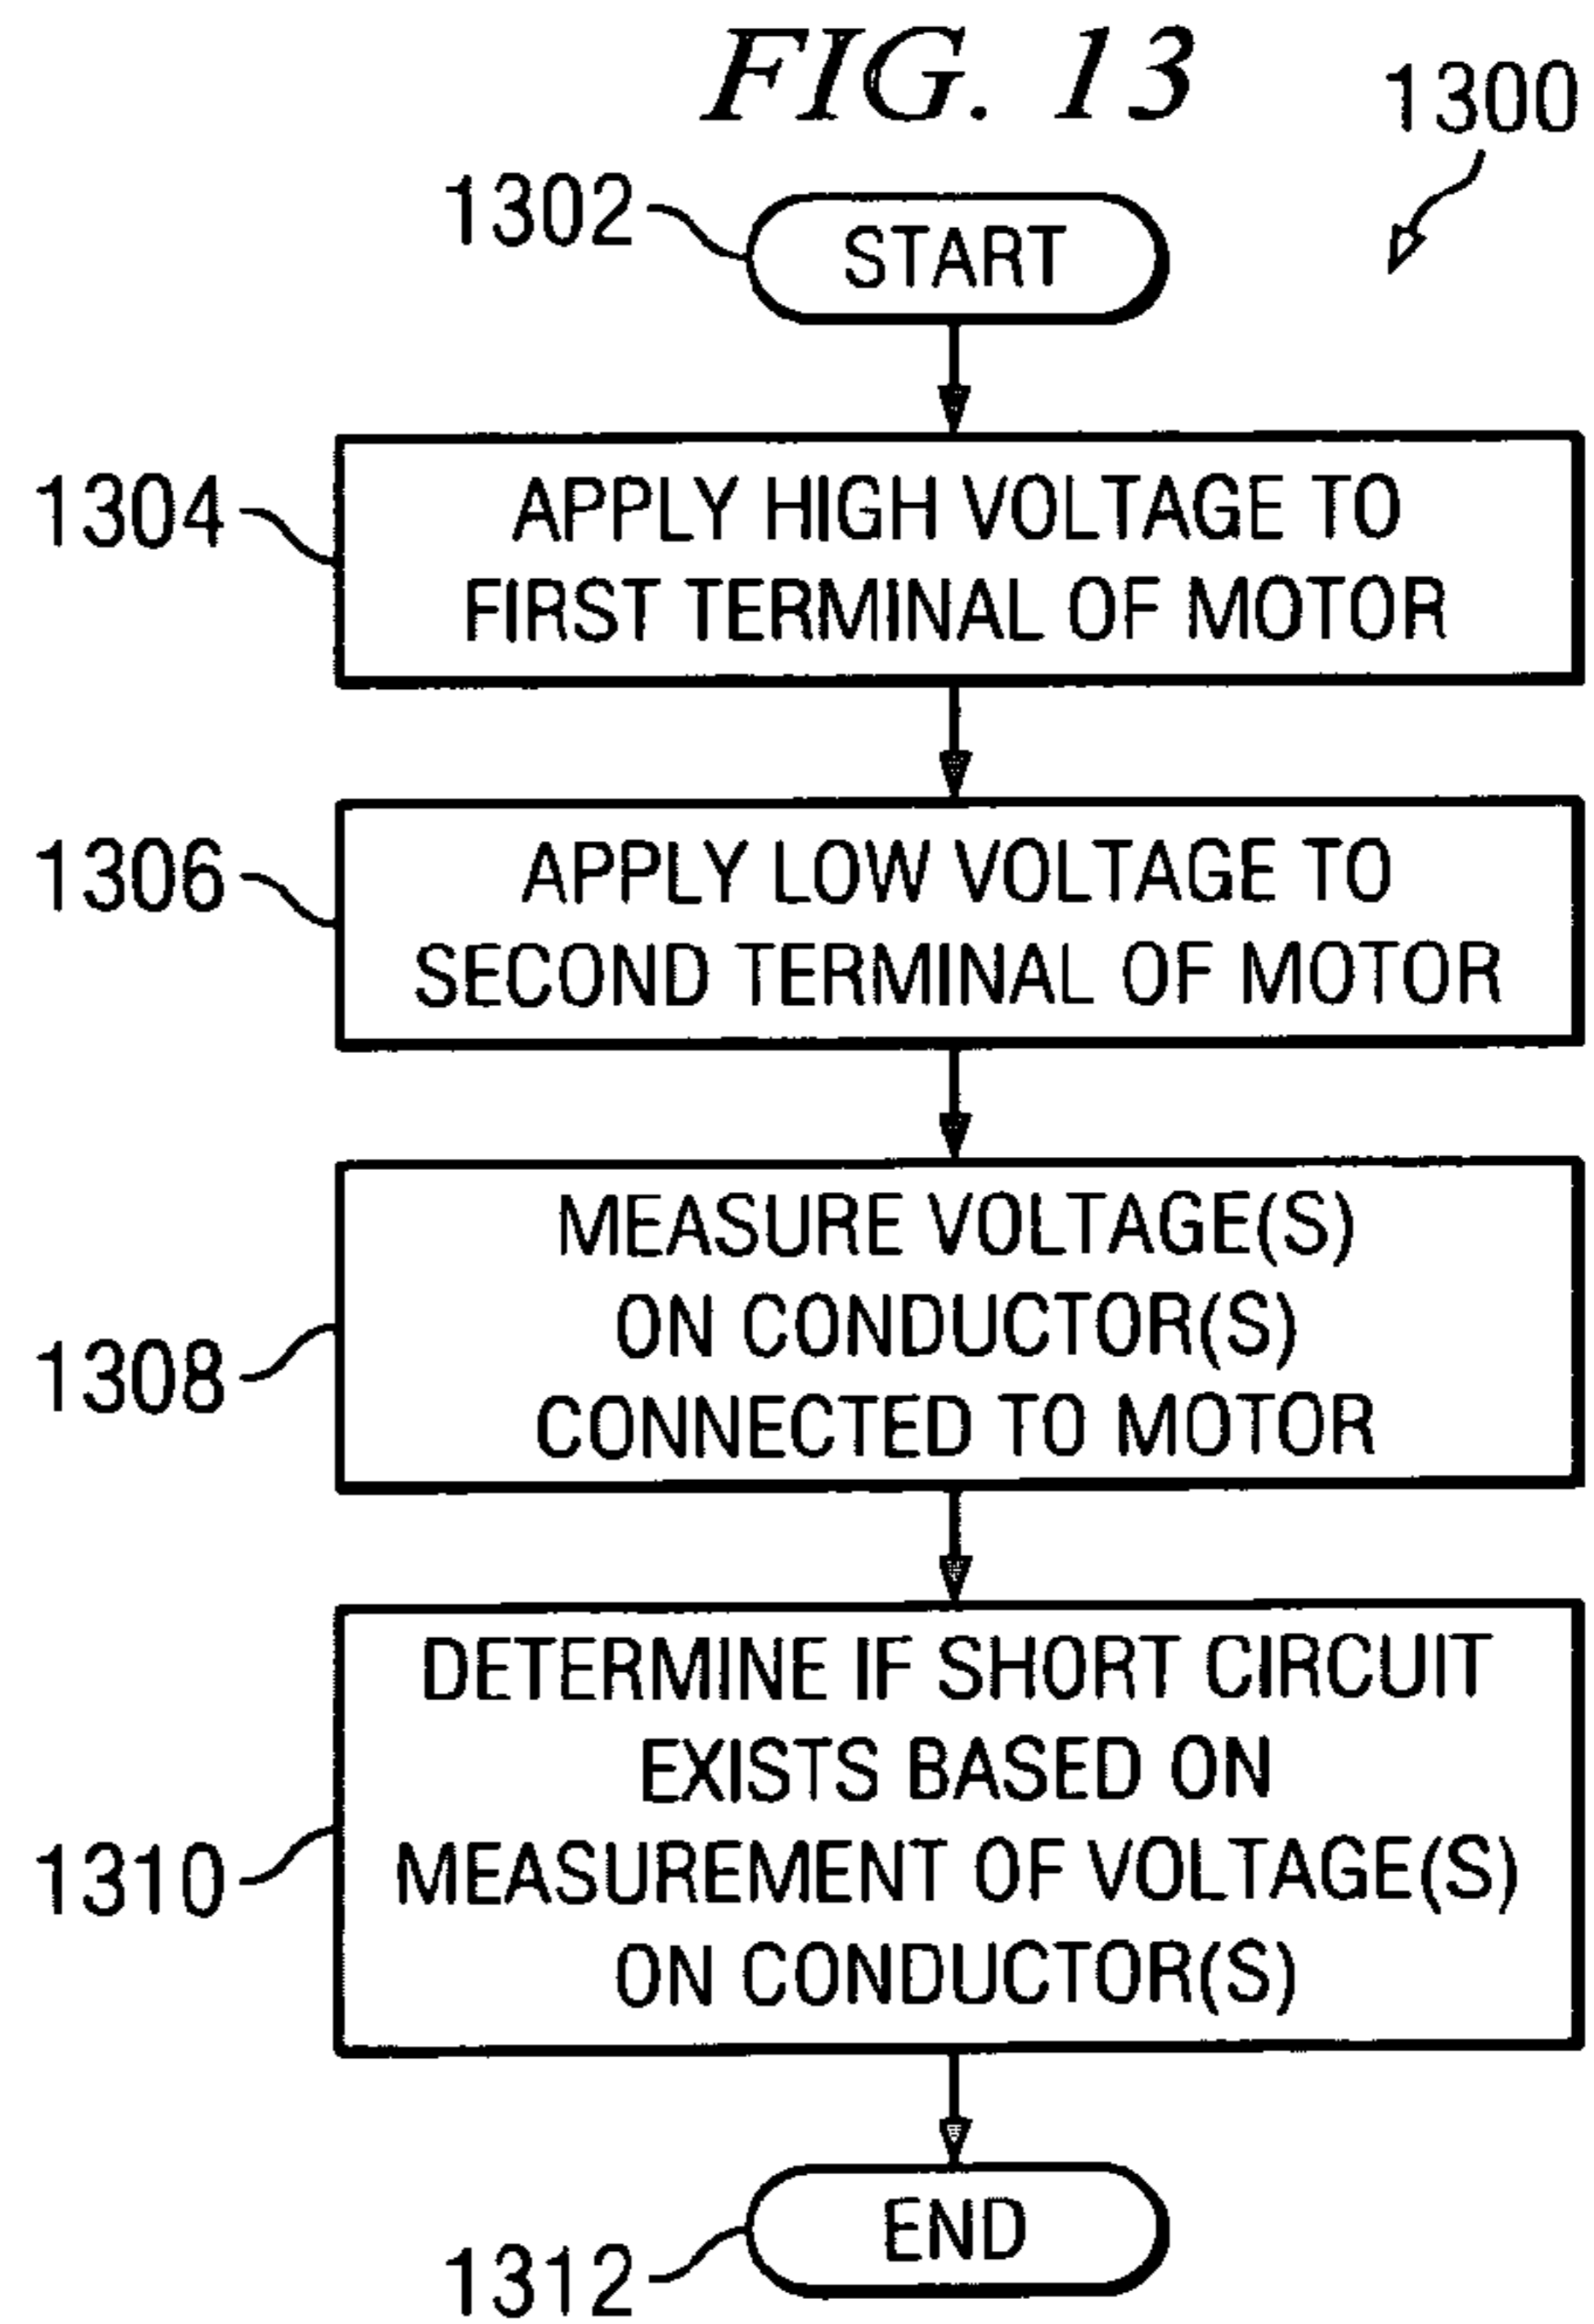 FIG. 13
1300
1302
START
1304
APPLY HIGH VOLTAGE TO
FIRST TERMINAL OF MOTOR
1306
APPLY LOW VOLTAGE TO
SECOND TERMINAL OF MOTOR
1308
MEASURE VOLTAGE(S)
ON CONDUCTOR(S)
CONNECTED TO MOTOR
1310
DETERMINE IF SHORT CIRCUIT
EXISTS BASED ON
MEASUREMENT OF VOLTAGE(S)
ON CONDUCTOR(S)
1312
END